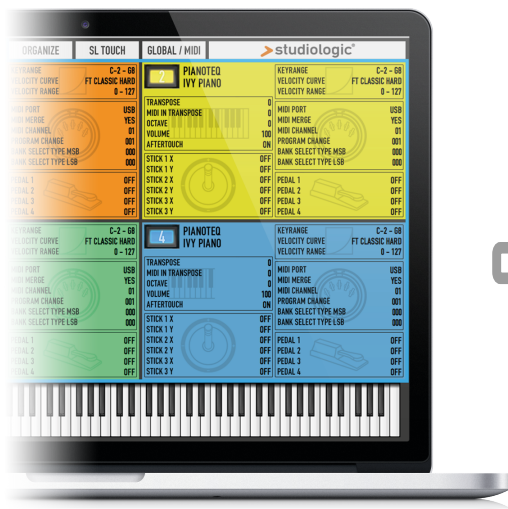 ORGANIZE SL TOUCH GLOBAL / MIDI studiologic®
KEYRANGE C-2 - G8
VELOCITY CURVE FT CLASSIC HARD
VELOCITY RANGE 0 - 127
MIDI PORT USB
MIDI MERGE YES
MIDI CHANNEL 01
PROGRAM CHANGE 001
BANK SELECT TYPE MSB 000
BANK SELECT TYPE LSB 000
PEDAL 1 OFF
PEDAL 2 OFF
PEDAL 3 OFF
PEDAL 4 OFF
2 PIANOTEQ
IVY PIANO
TRANSPOSE 0
MIDI IN TRANSPOSE 0
OCTAVE 0
VOLUME 100
AFTERTOUCH ON
STICK 1 X OFF
STICK 1 Y OFF
STICK 2 X OFF
STICK 2 Y OFF
STICK 3 X OFF
STICK 3 Y OFF
KEYRANGE C-2 - G8
VELOCITY CURVE FT CLASSIC HARD
VELOCITY RANGE 0 - 127
MIDI PORT USB
MIDI MERGE YES
MIDI CHANNEL 01
PROGRAM CHANGE 001
BANK SELECT TYPE MSB 000
BANK SELECT TYPE LSB 000
PEDAL 1 OFF
PEDAL 2 OFF
PEDAL 3 OFF
PEDAL 4 OFF
KEYRANGE C-2 - G8
VELOCITY CURVE FT CLASSIC HARD
VELOCITY RANGE 0 - 127
MIDI PORT USB
MIDI MERGE YES
MIDI CHANNEL 01
PROGRAM CHANGE 001
BANK SELECT TYPE MSB 000
BANK SELECT TYPE LSB 000
PEDAL 1 OFF
PEDAL 2 OFF
PEDAL 3 OFF
PEDAL 4 OFF
4 PIANOTEQ
IVY PIANO
TRANSPOSE 0
MIDI IN TRANSPOSE 0
OCTAVE 0
VOLUME 100
AFTERTOUCH ON
STICK 1 X OFF
STICK 1 Y OFF
STICK 2 X OFF
STICK 2 Y OFF
STICK 3 X OFF
STICK 3 Y OFF
KEYRANGE C-2 - G8
VELOCITY CURVE FT CLASSIC HARD
VELOCITY RANGE 0 - 127
MIDI PORT USB
MIDI MERGE YES
MIDI CHANNEL 01
PROGRAM CHANGE 001
BANK SELECT TYPE MSB 000
BANK SELECT TYPE LSB 000
PEDAL 1 OFF
PEDAL 2 OFF
PEDAL 3 OFF
PEDAL 4 OFF